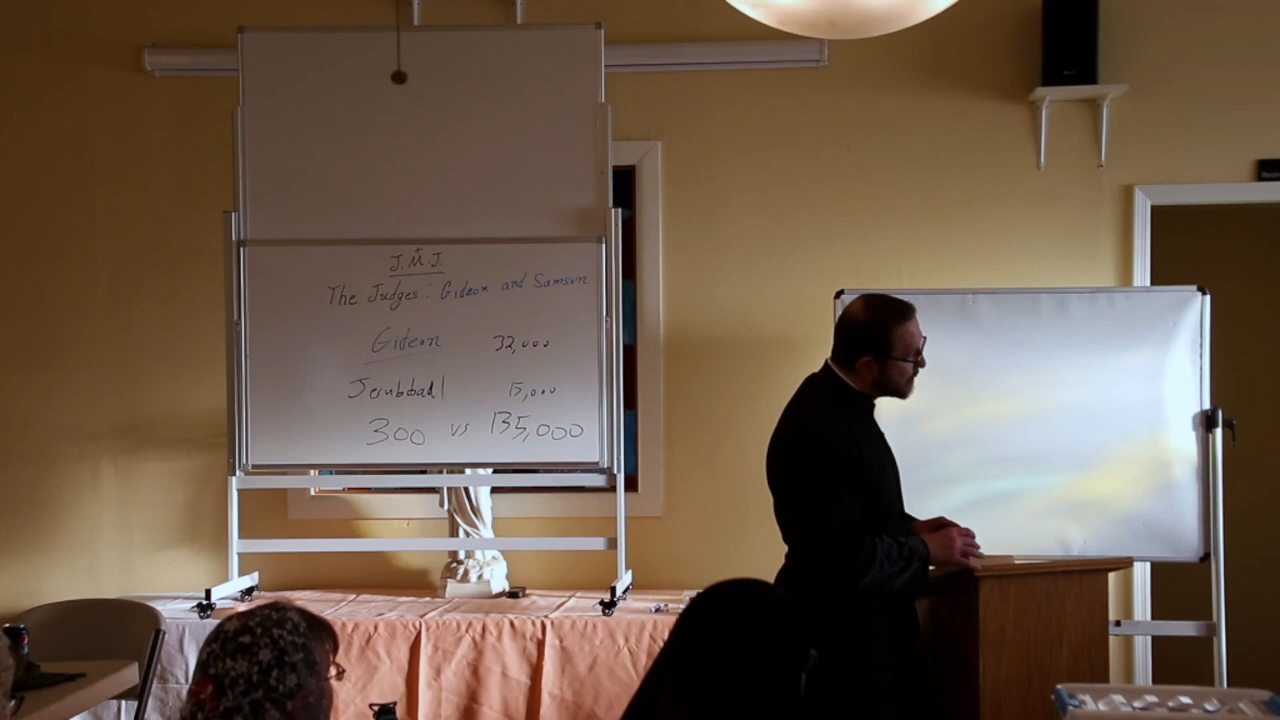 J.M.J.
The Judges: Gideon and Samson
Gideon 32,000
Jerubbaal 15,000
300 vs 135,000